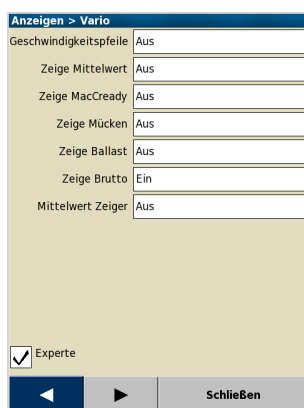 Anzeigen > Vario
Geschwindigkeitspfeile Aus
Zeige Mittelwert Aus
Zeige MacCready Aus
Zeige Mücken Aus
Zeige Ballast Aus
Zeige Brutto Ein
Mittelwert Zeiger Aus
Experte
Schließen